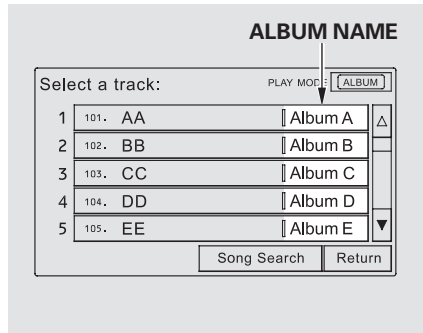 ALBUM NAME
Select a track: PLAY MODE ALBUM
1 101. AA Album A
2 102. BB Album B
3 103. CC Album C
4 104. DD Album D
5 105. EE Album E
Song Search Return